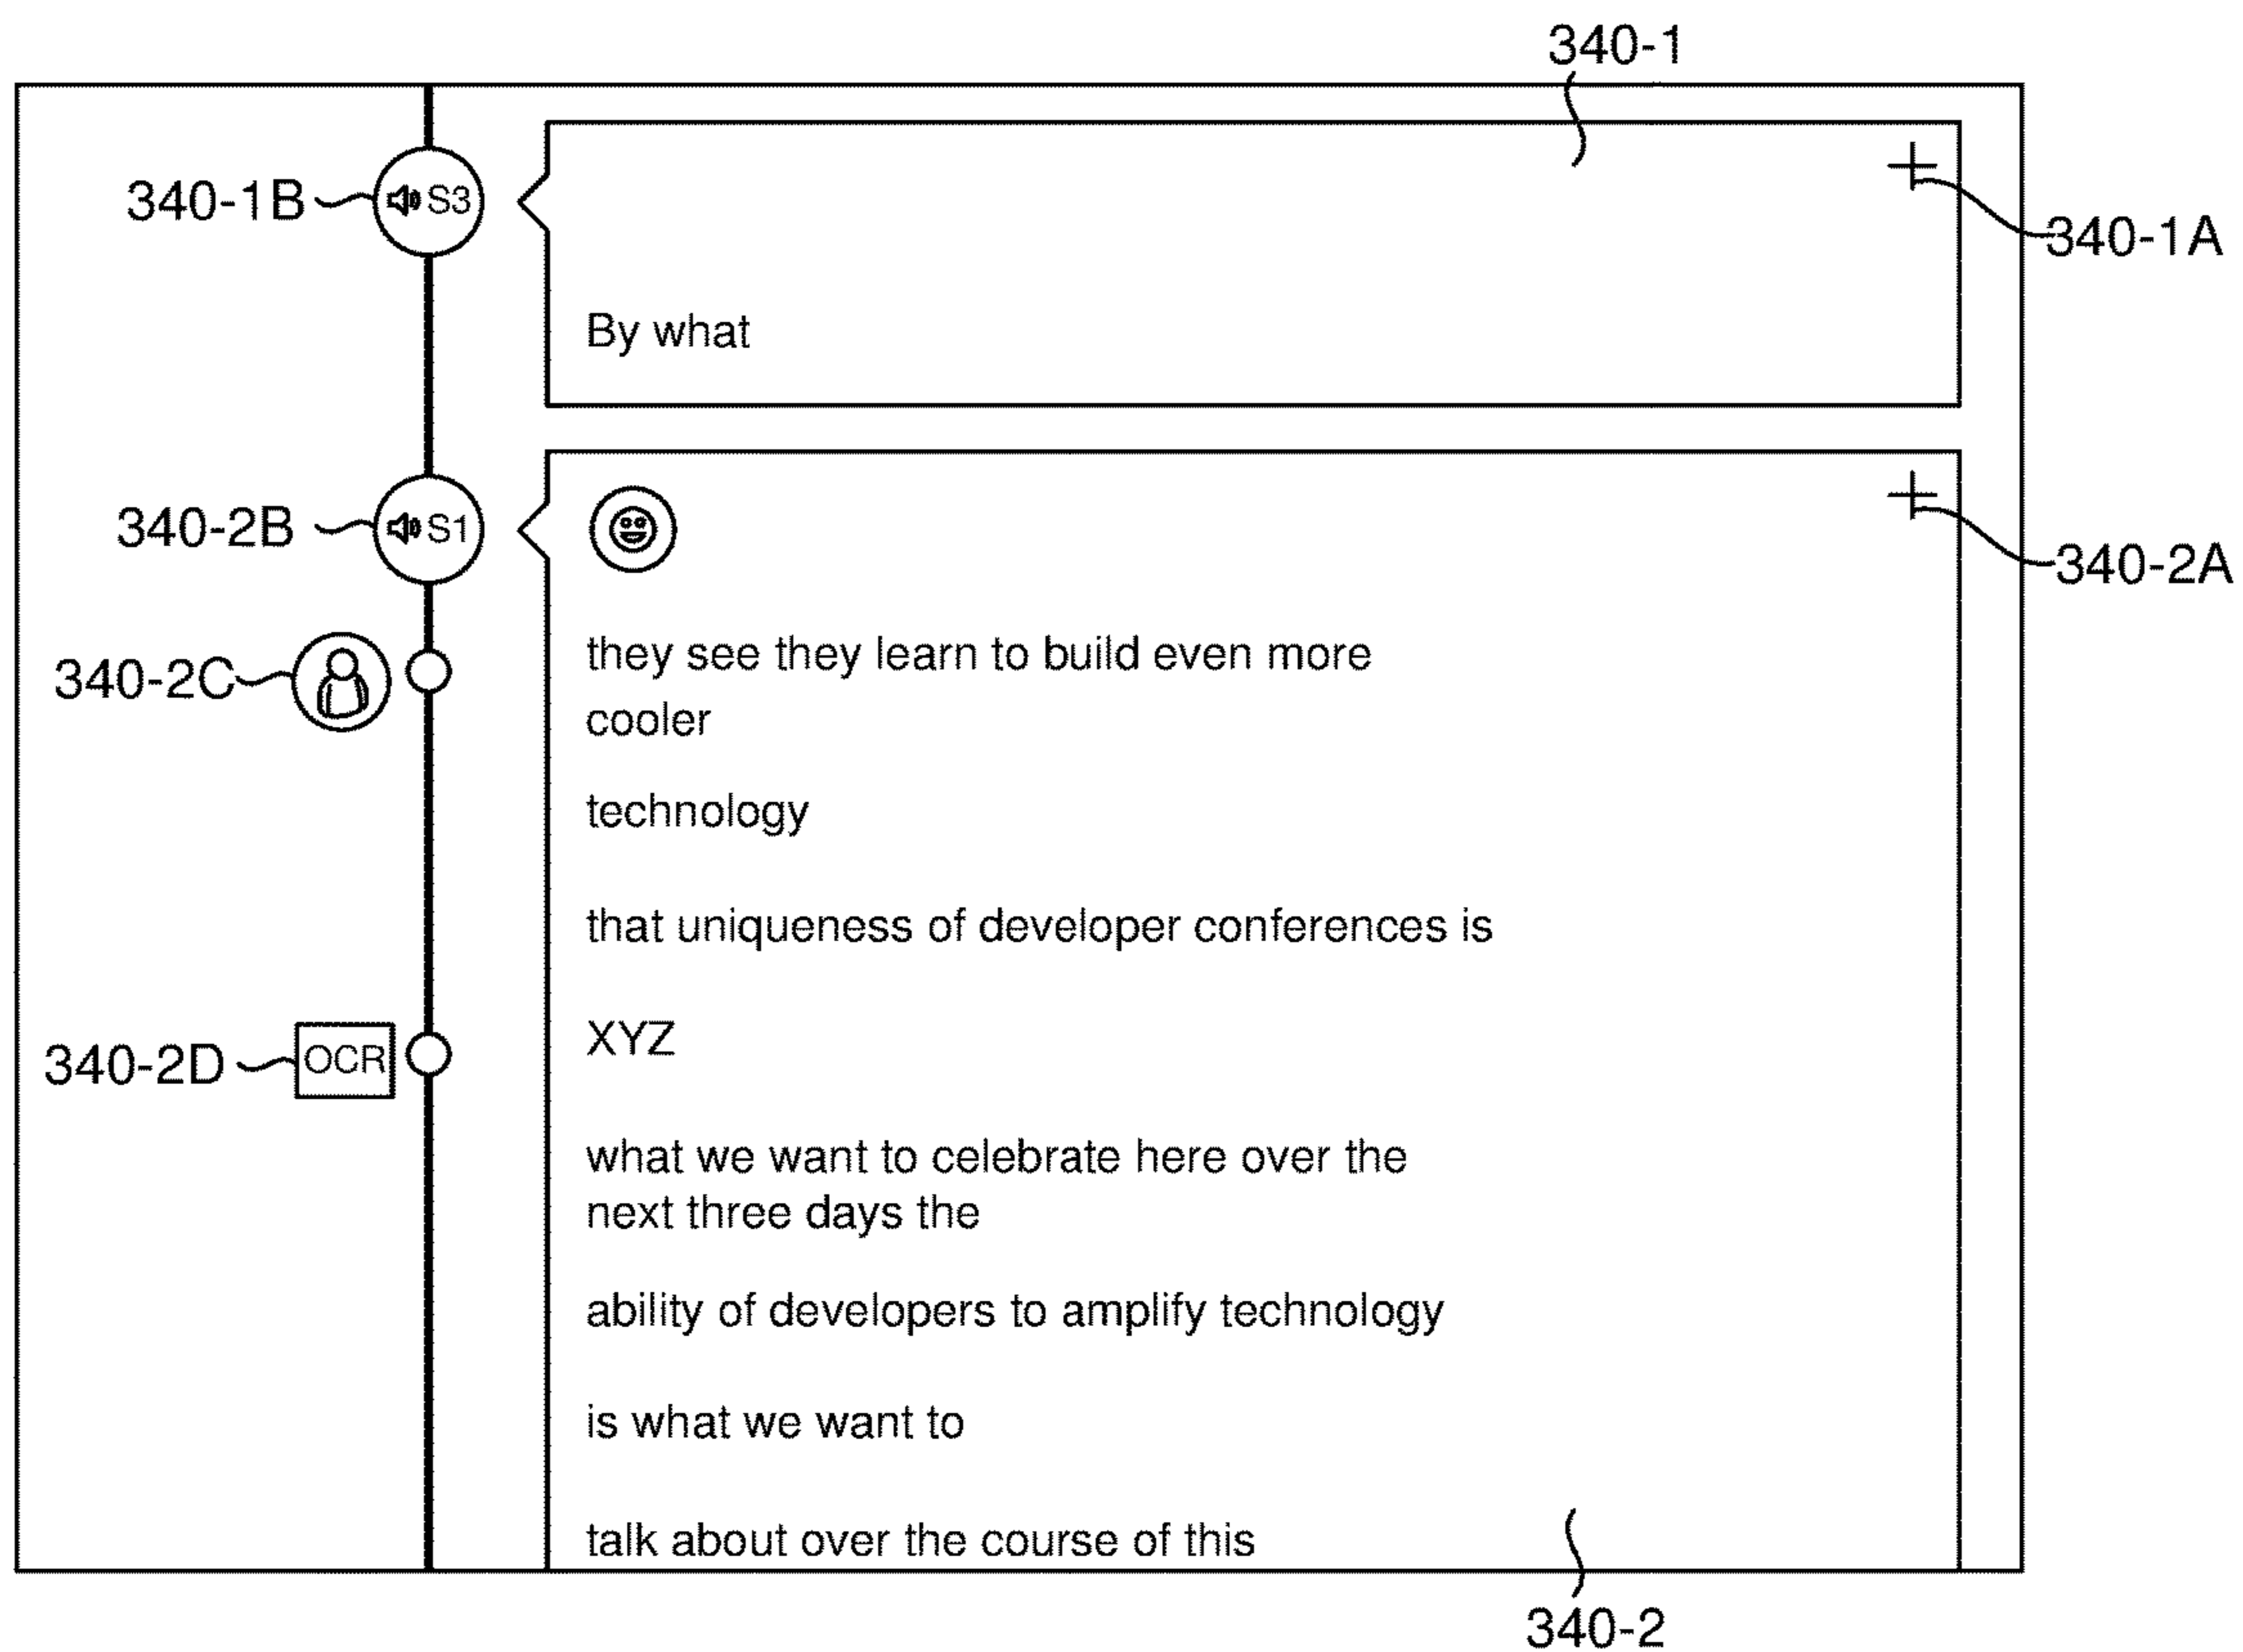 340-1
340-1B
S3
340-1A
By what
340-2B
S1
340-2A
340-2C
they see they learn to build even more
cooler
technology
that uniqueness of developer conferences is
XYZ
340-2D
OCR
what we want to celebrate here over the
next three days the
ability of developers to amplify technology
is what we want to
talk about over the course of this
340-2